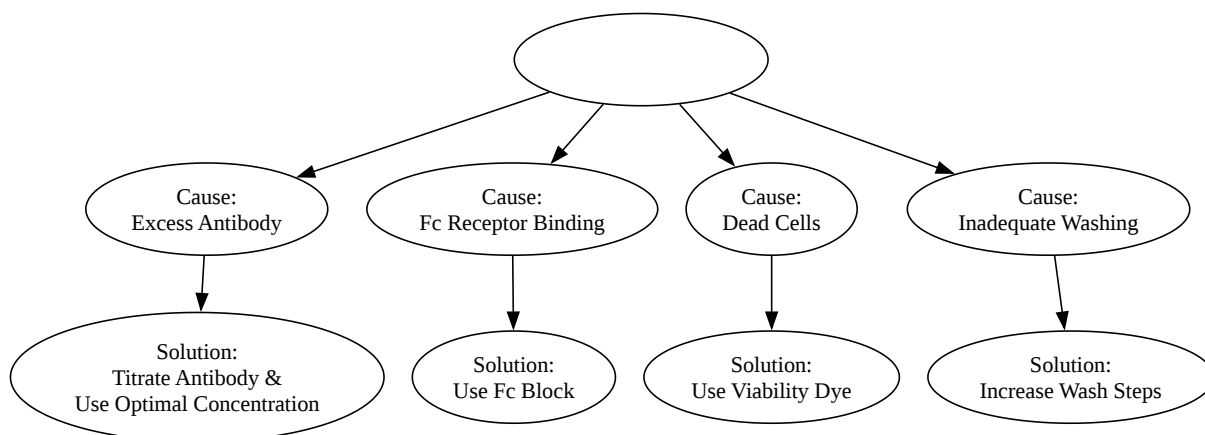 Cause:
Excess Antibody
Cause:
Fc Receptor Binding
Cause:
Dead Cells
Cause:
Inadequate Washing
Solution:
Titrate Antibody &
Use Optimal Concentration
Solution:
Use Fc Block
Solution:
Use Viability Dye
Solution:
Increase Wash Steps